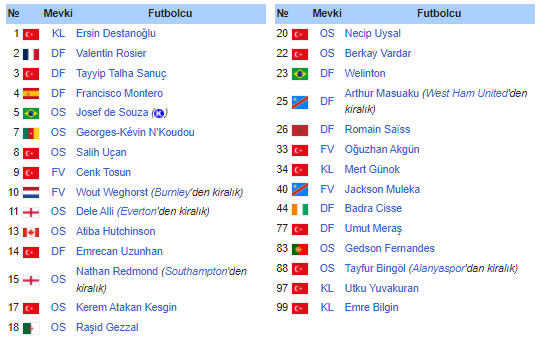 № Mevki Futbolcu
1 KL Ersin Destanoğlu
2 DF Valentin Rosier
3 DF Tayyip Talha Sanuç
4 DF Francisco Montero
5 OS Josef de Souza (K)
7 OS Georges-Kévin N'Koudou
8 OS Salih Uçan
9 FV Cenk Tosun
10 FV Wout Weghorst (Burnley'den kiralık)
11 OS Dele Alli (Everton'den kiralık)
13 OS Atiba Hutchinson
14 DF Emrecan Uzunhan
15 OS Nathan Redmond (Southampton'den
kiralık)
17 OS Kerem Atakan Kesgin
18 OS Raşid Gezzal
№ Mevki Futbolcu
20 OS Necip Uysal
22 OS Berkay Vardar
23 DF Welinton
25 DF Arthur Masuaku (West Ham United'den
kiralık)
26 DF Romain Saïss
33 FV Oğuzhan Akgün
34 KL Mert Günok
40 FV Jackson Muleka
44 DF Badra Cisse
77 DF Umut Meraş
83 OS Gedson Fernandes
88 OS Tayfur Bingöl (Alanyaspor'dan kiralık)
97 KL Utku Yuvakuran
99 KL Emre Bilgin